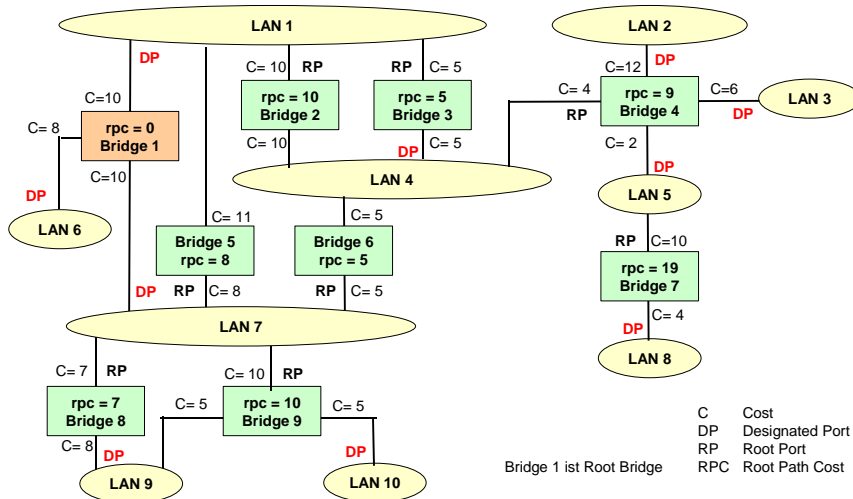 LAN 1
LAN 2
DP
DP
C= 10
RP
RP
C= 5
C=12
C=10
rpc = 10
Bridge 2
rpc = 5
Bridge 3
C= 4
RP
rpc = 9
Bridge 4
C=6
DP
LAN 3
C= 8
rpc = 0
Bridge 1
C=10
C= 10
DP
C= 5
C= 2
DP
DP
LAN 4
LAN 5
LAN 6
C= 11
C= 5
Bridge 5
rpc = 8
Bridge 6
rpc = 5
RP
C=10
rpc = 19
Bridge 7
DP
RP
C= 8
RP
C= 5
LAN 7
DP
C= 4
LAN 8
C= 7
RP
C= 10
RP
rpc = 7
Bridge 8
C= 5
rpc = 10
Bridge 9
C= 5
C= 8
DP
DP
LAN 9
LAN 10
Bridge 1 ist Root Bridge
C Cost
DP Designated Port
RP Root Port
RPC Root Path Cost